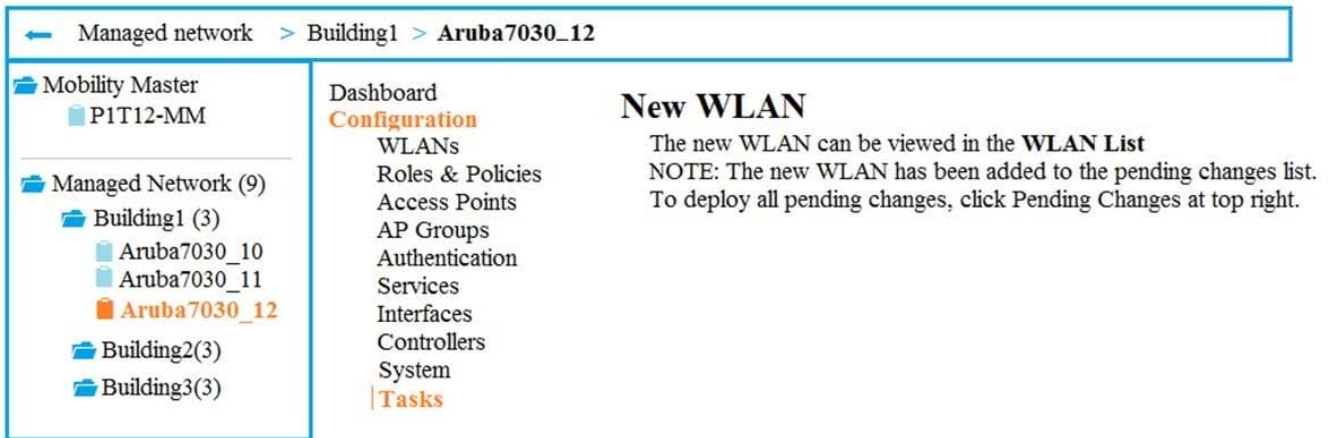 Managed network > Building1 > Aruba7030_12
Mobility Master
P1T12-MM
Managed Network (9)
Building1 (3)
Aruba7030_10
Aruba7030_11
Aruba7030_12
Building2(3)
Building3(3)
Dashboard
Configuration
WLANs
Roles & Policies
Access Points
AP Groups
Authentication
Services
Interfaces
Controllers
System
Tasks
New WLAN
The new WLAN can be viewed in the WLAN List
NOTE: The new WLAN has been added to the pending changes list.
To deploy all pending changes, click Pending Changes at top right.